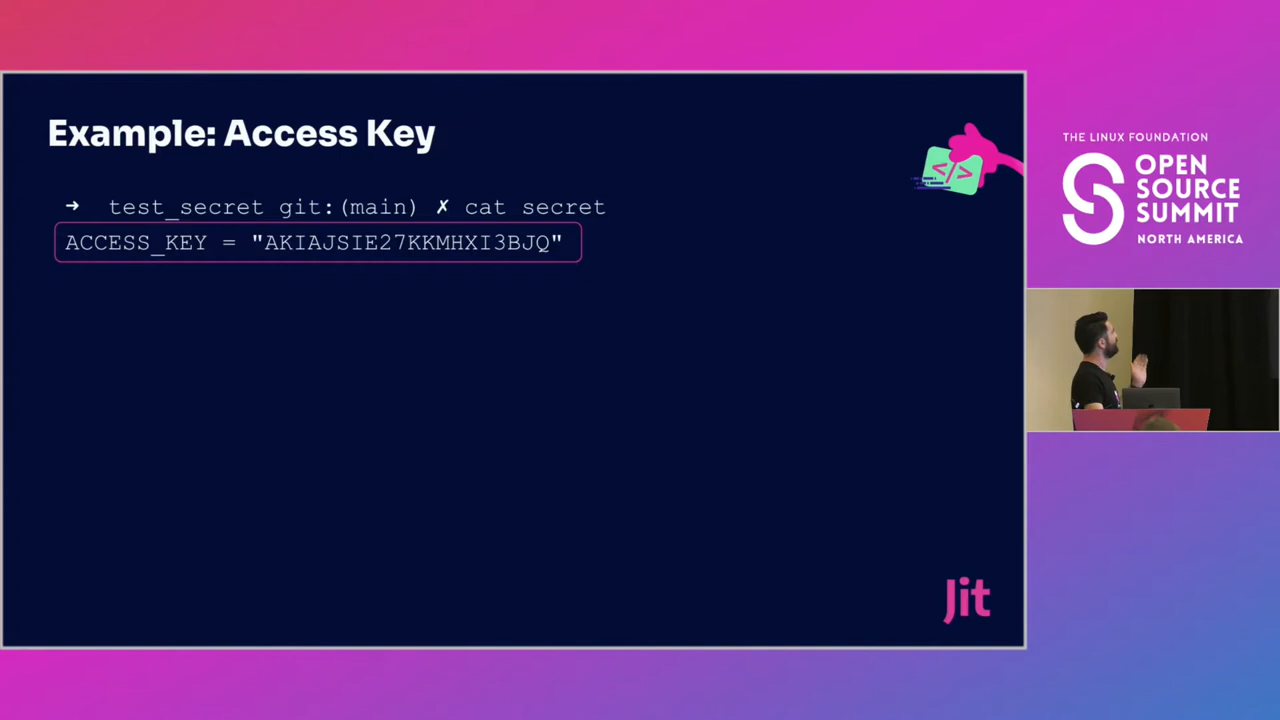 Example: Access Key
➜ test_secret git:(main) ✗ cat secret
ACCESS_KEY = "AKIAJSIE27KKMHXI3BJQ"
</>
Jit
THE LINUX FOUNDATION
OPEN
SOURCE
SUMMIT
NORTH AMERICA